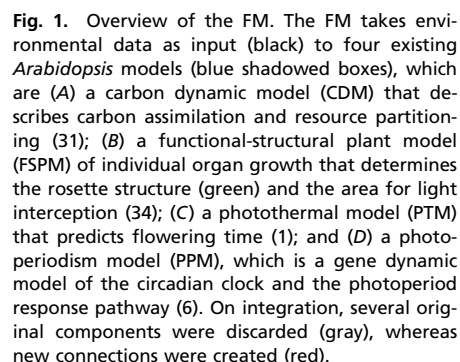 Fig. 1. Overview of the FM. The FM takes envi-
ronmental data as input (black) to four existing
Arabidopsis models (blue shadowed boxes), which
are (A) a carbon dynamic model (CDM) that de-
scribes carbon assimilation and resource partition-
ing (31); (B) a functional-structural plant model
(FSPM) of individual organ growth that determines
the rosette structure (green) and the area for light
interception (34); (C) a photothermal model (PTM)
that predicts flowering time (1); and (D) a photo-
periodism model (PPM), which is a gene dynamic
model of the circadian clock and the photoperiod
response pathway (6). On integration, several orig-
inal components were discarded (gray), whereas
new connections were created (red).